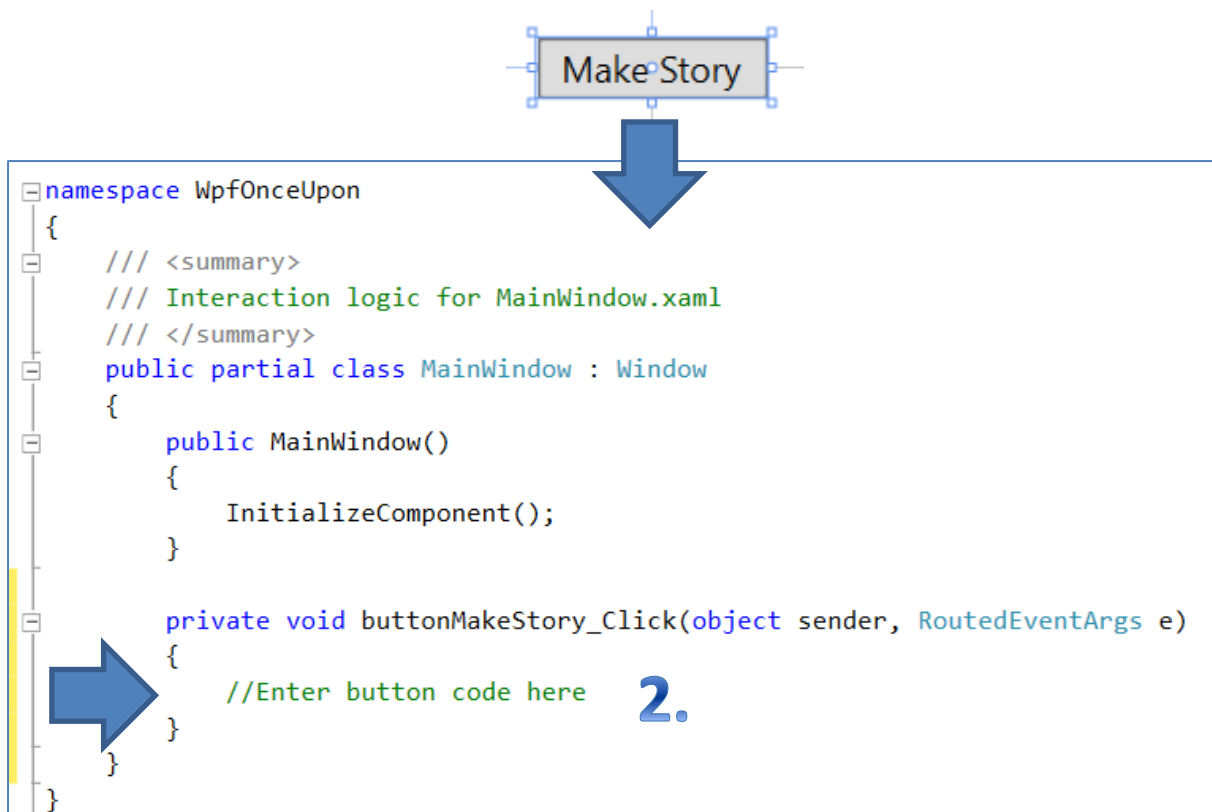 Make Story
namespace WpfOnceUpon
{
/// <summary>
/// Interaction logic for MainWindow.xaml
/// </summary>
public partial class MainWindow : Window
{
public MainWindow()
{
InitializeComponent();
}
private void buttonMakeStory_Click(object sender, RoutedEventArgs e)
{
//Enter button code here 2.
}
}
}